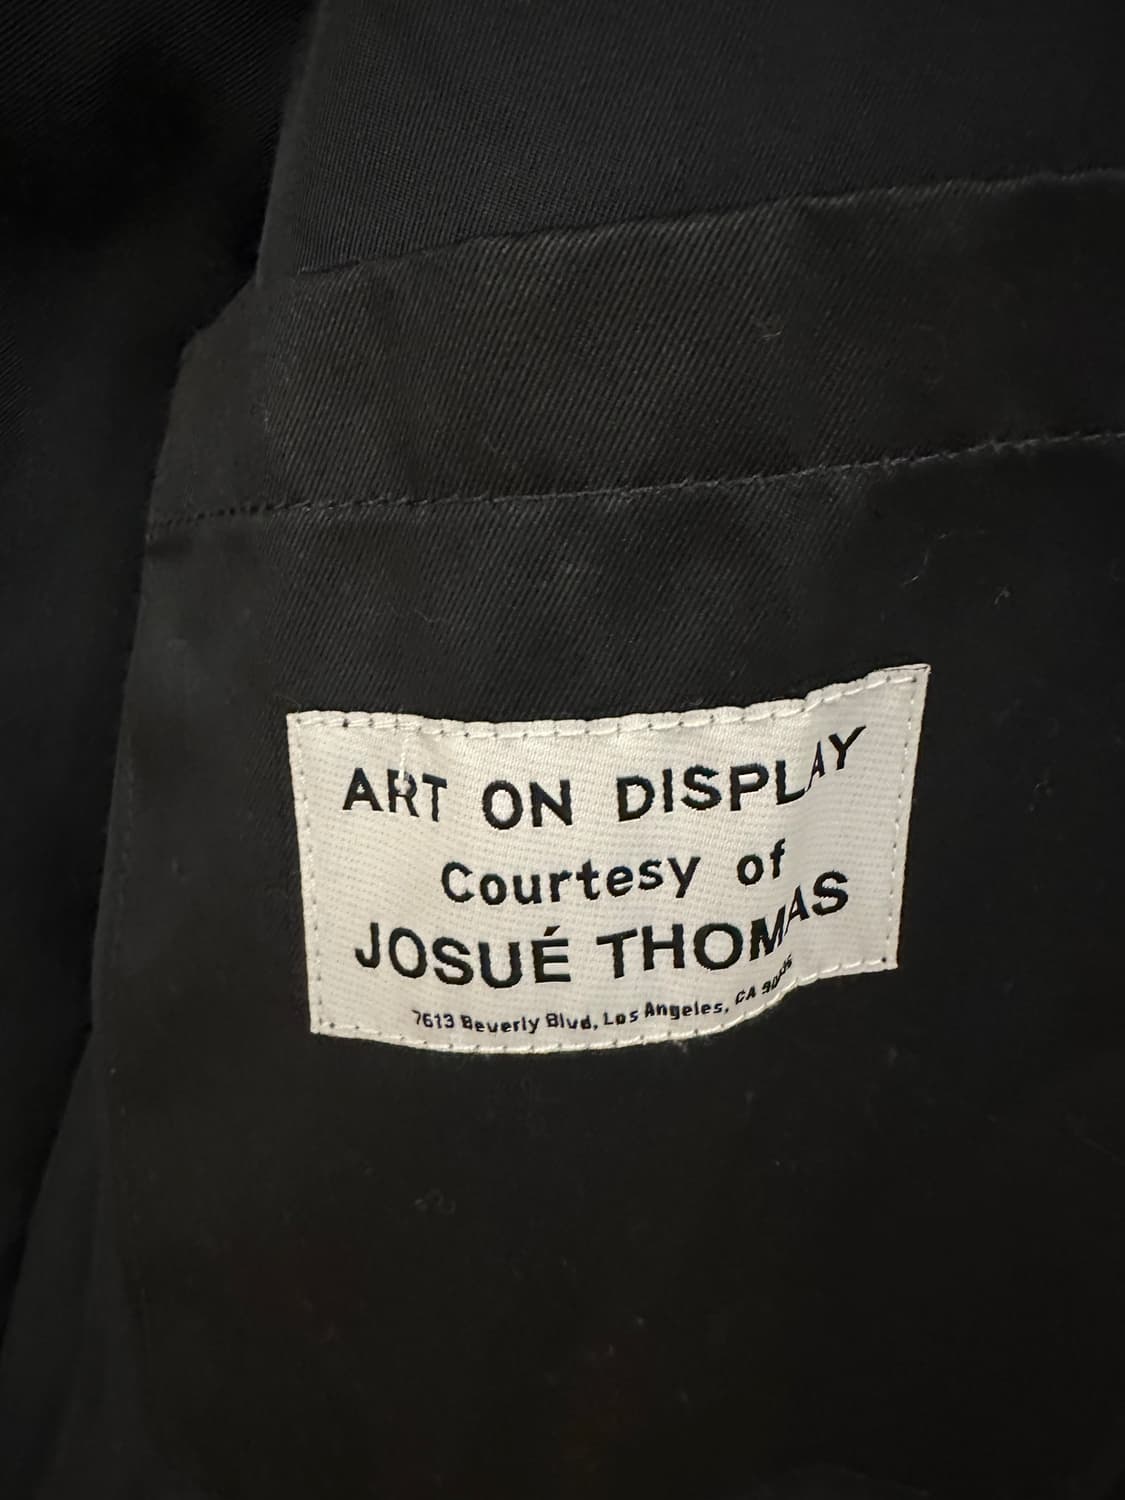 ART ON DISPLAY
Courtesy of
JOSUÉ THOMAS
7613 Beverly Blvd, Los Angeles, CA